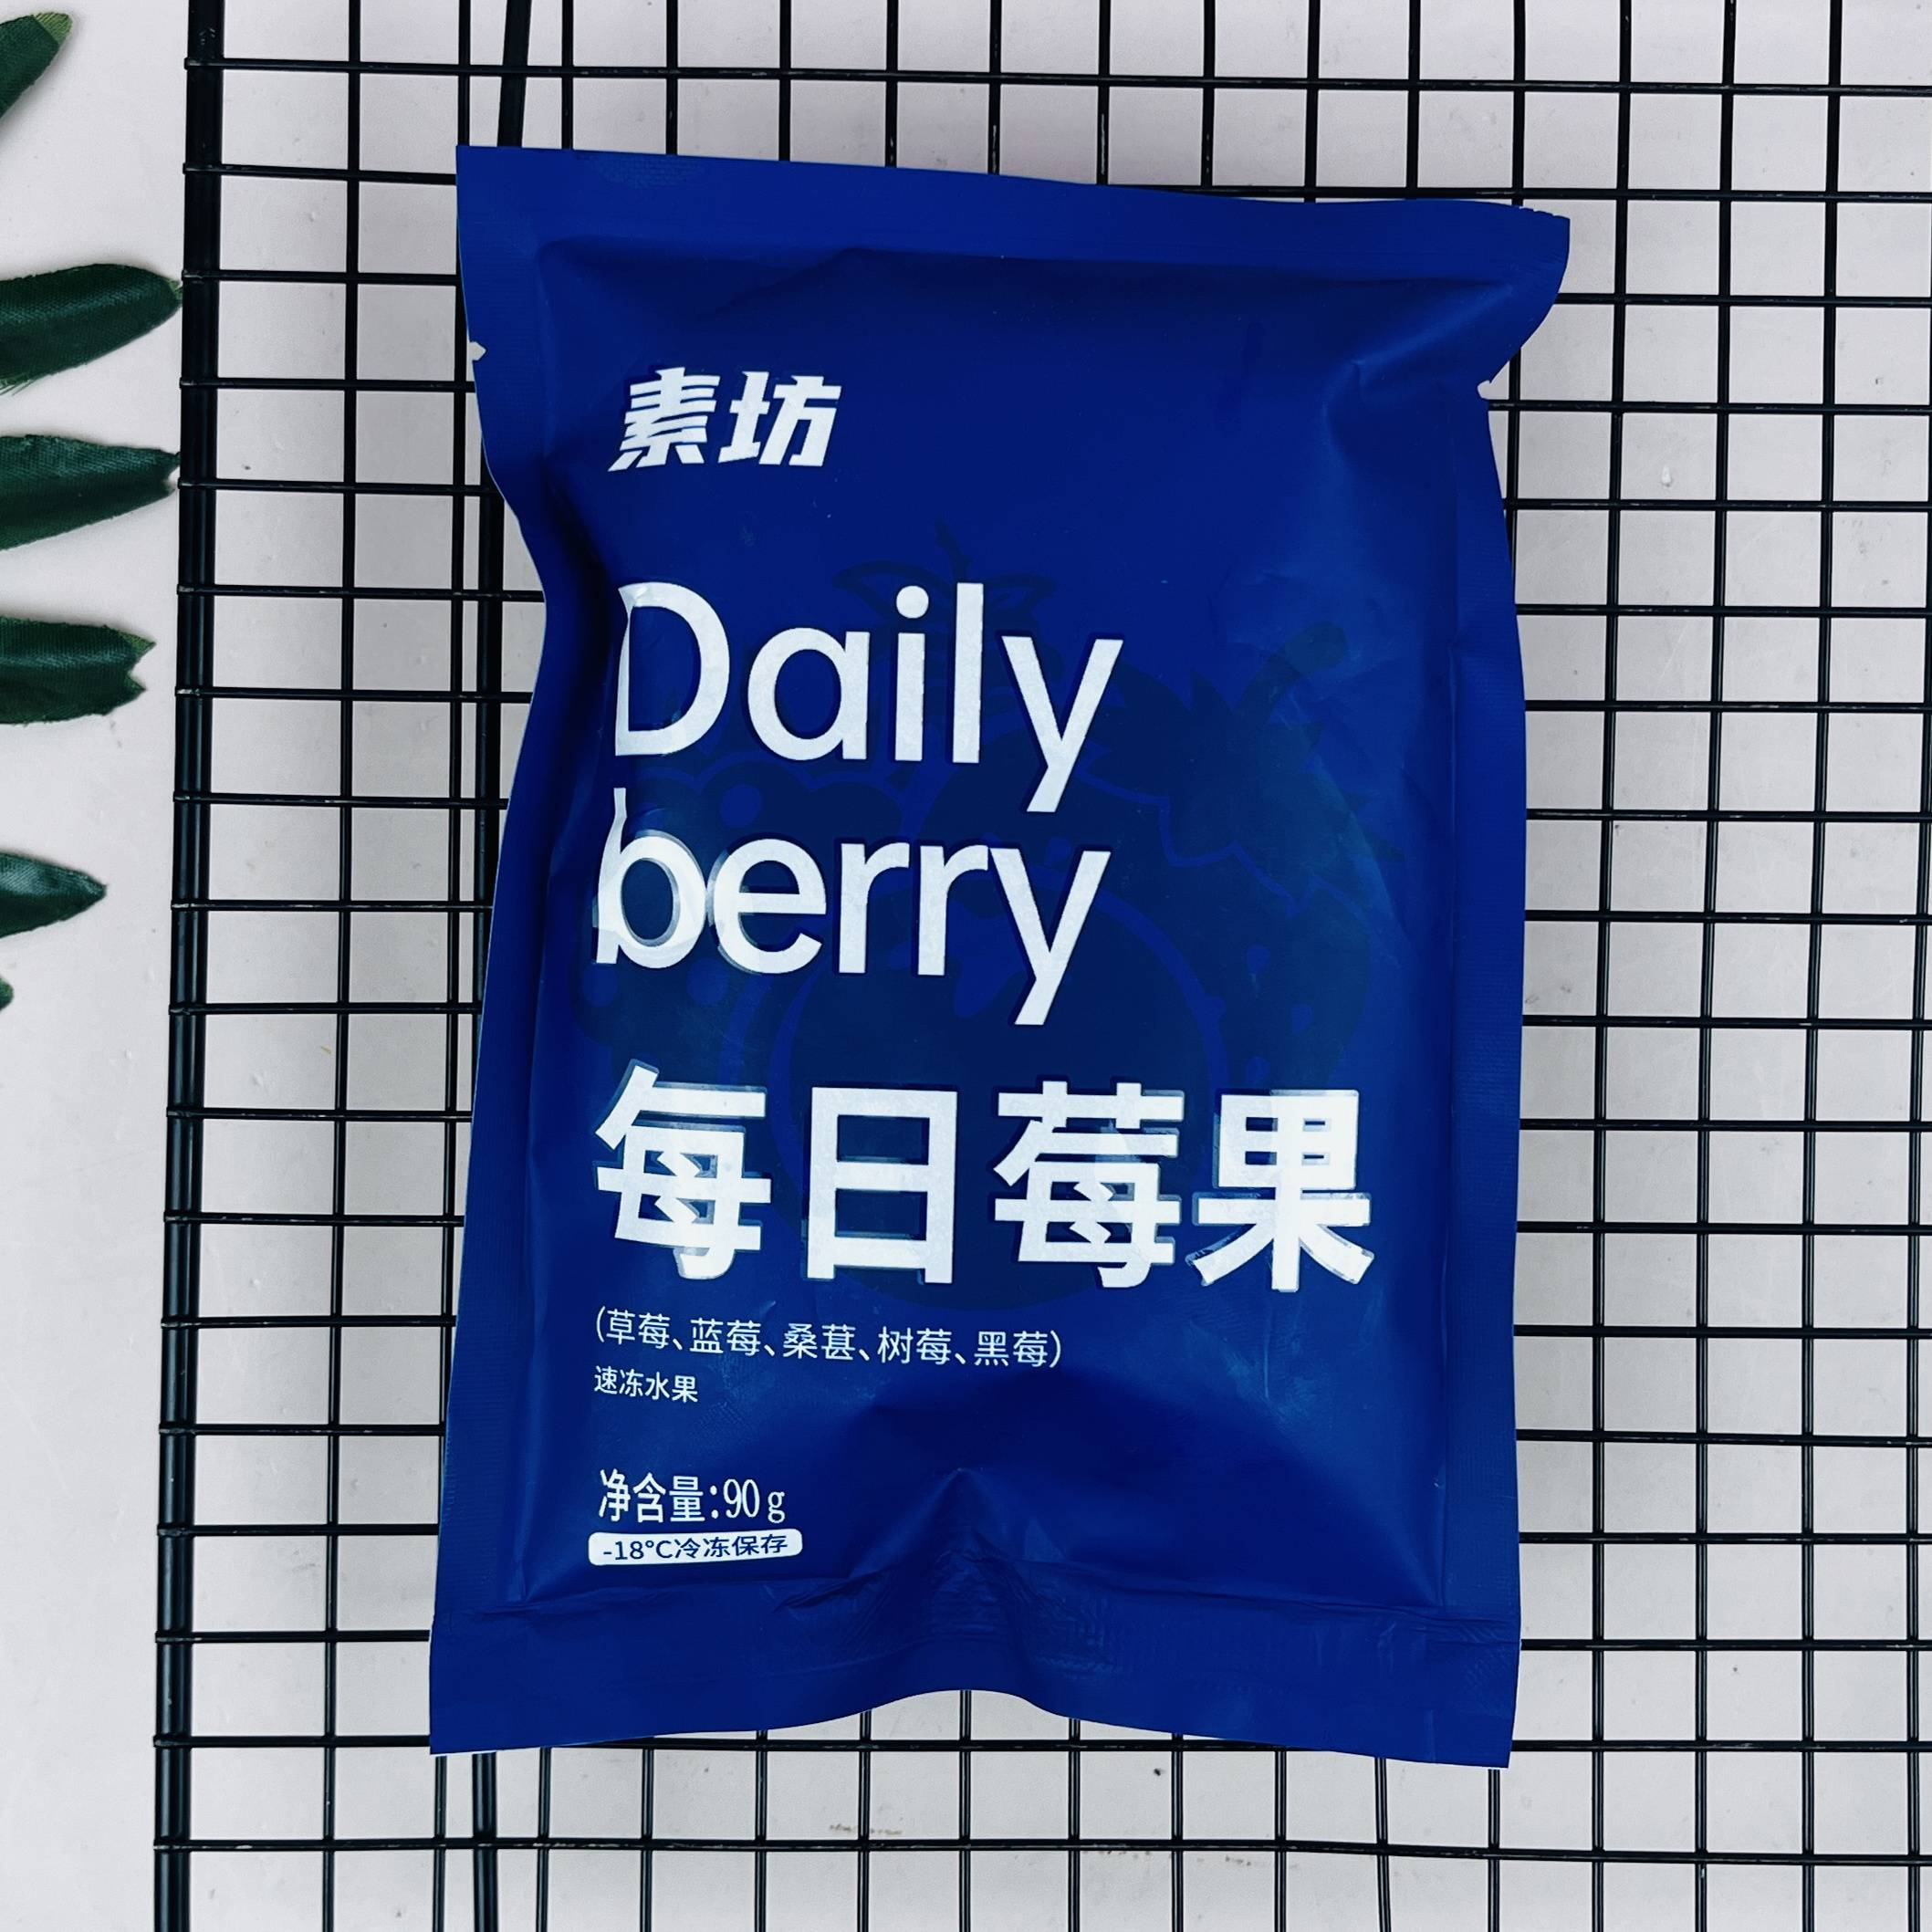 素坊
Daily
berry
每日莓果
(草莓、蓝莓、桑葚、树莓、黑莓)
速冻水果
净含量:90g
-18°C冷冻保存